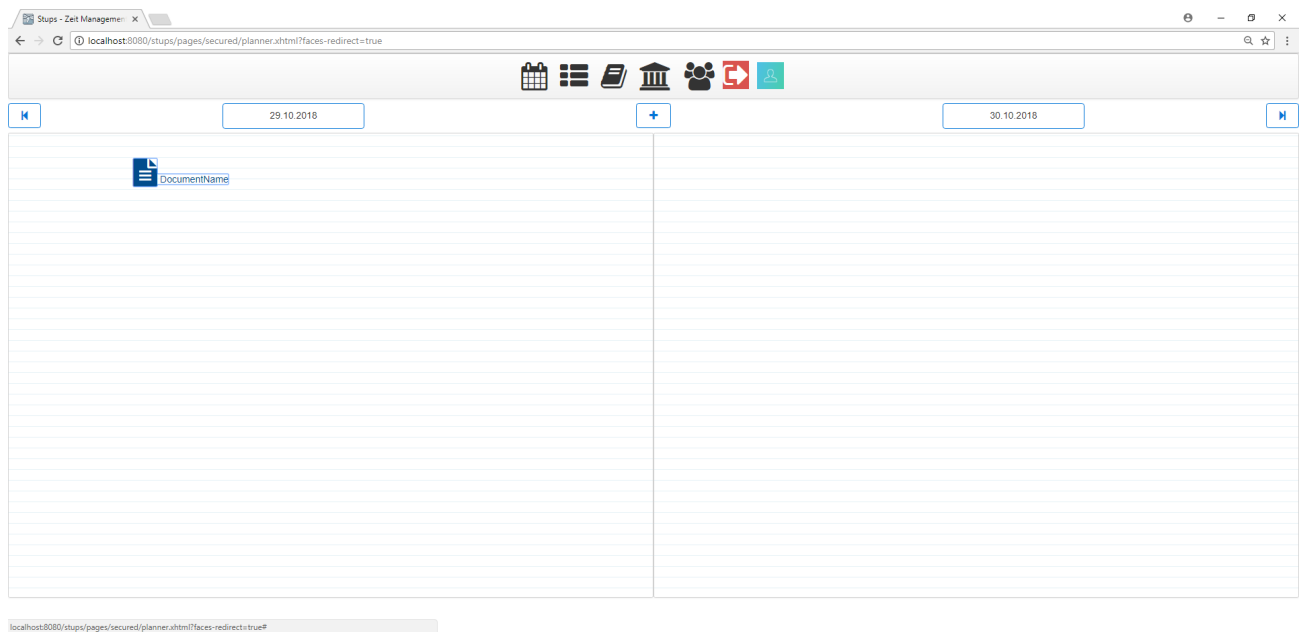 Stups - Zeit Managemen
localhost:8080/stups/pages/secured/planner.xhtml?faces-redirect=true
29.10.2018
30.10.2018
DocumentName
localhost:8080/stups/pages/secured/planner.xhtml?faces-redirect=true#